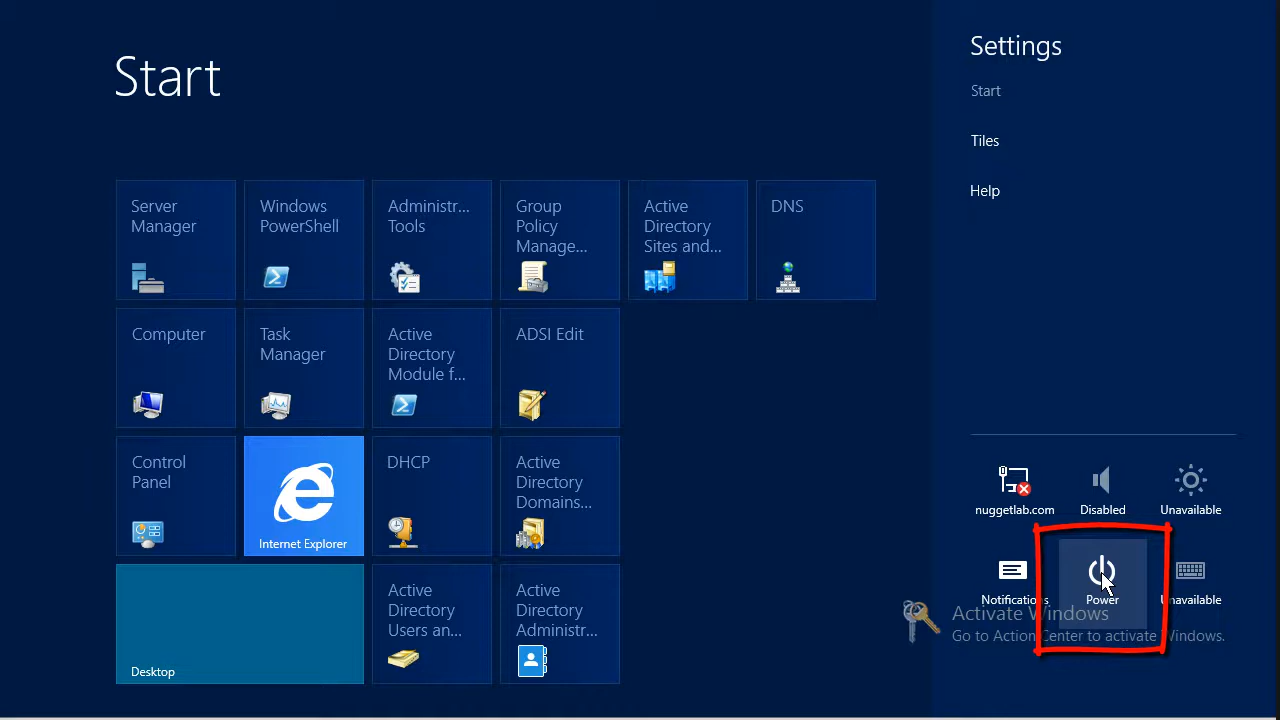 Start
Server
Manager
Windows
PowerShell
Administr...
Tools
Group
Policy
Manage...
Active
Directory
Sites and...
DNS
Computer
Task
Manager
Active
Directory
Module f...
ADSI Edit
Control
Panel
Internet Explorer
DHCP
Active
Directory
Domains...
Desktop
Active
Directory
Users an...
Active
Directory
Administr...
Settings
Start
Tiles
Help
nuggetlab.com
Disabled
Unavailable
Notifications
Power
Unavailable
Activate Windows
Go to Action Center to activate Windows.